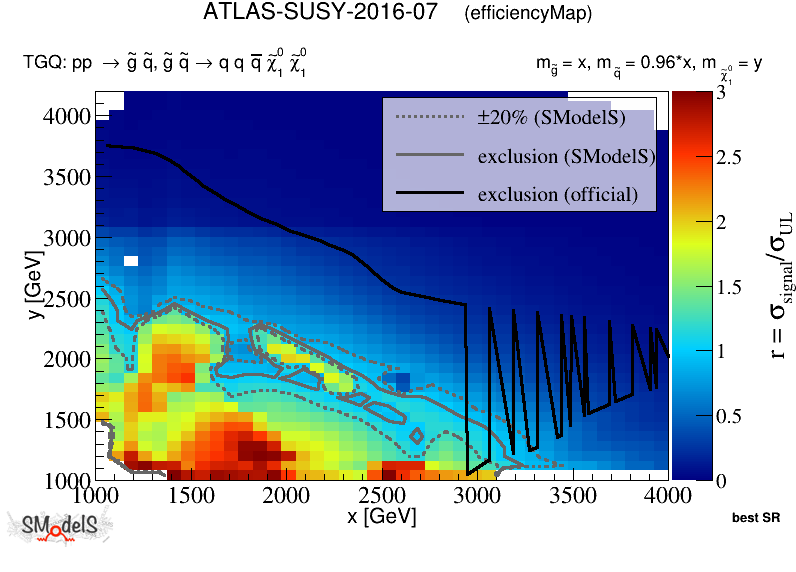 ATLAS-SUSY-2016-07 (efficiencyMap)
TGQ: pp → g̃ q̃, g̃ q̃ → q q q̅ χ̃⁰₁ χ̃⁰₁
m_g̃ = x, m_q̃ = 0.96*x, m_χ̃⁰₁ = y
±20% (SModelS)
exclusion (SModelS)
exclusion (official)
4000
3500
3000
2500
2000
1500
1000
y [GeV]
1000 1500 2000 2500 3000 3500 4000
x [GeV]
3
2.5
2
1.5
1
0.5
0
r = σ_signal/σ_UL
SModelS
best SR